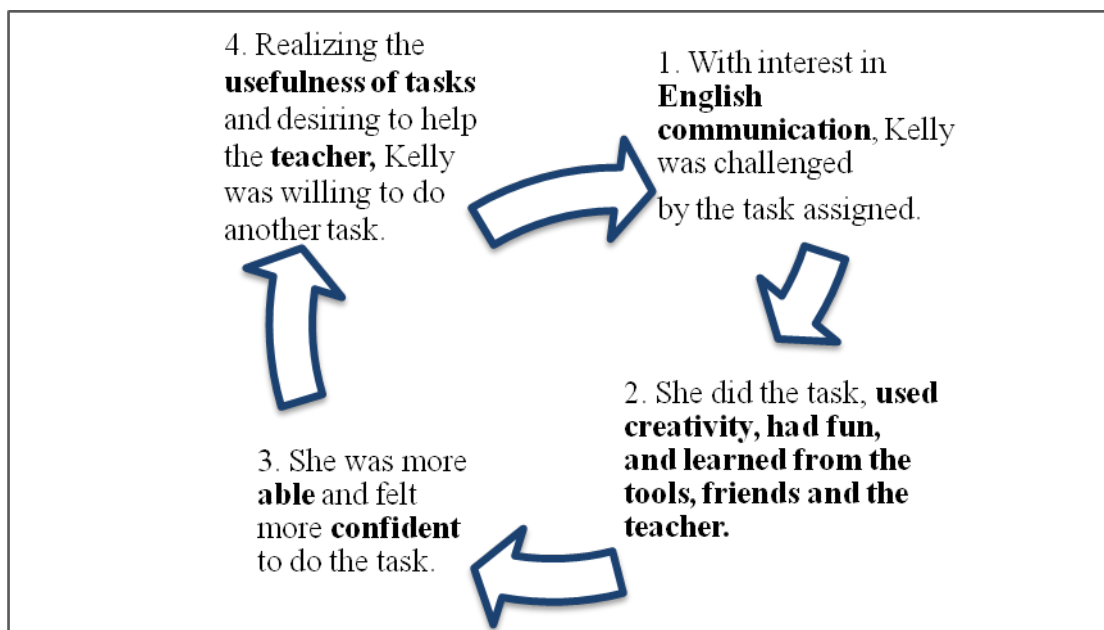 4. Realizing the
usefulness of tasks
and desiring to help
the teacher, Kelly
was willing to do
another task.
1. With interest in
English
communication, Kelly
was challenged
by the task assigned.
2. She did the task, used
creativity, had fun,
and learned from the
tools, friends and the
teacher.
3. She was more
able and felt
more confident
to do the task.